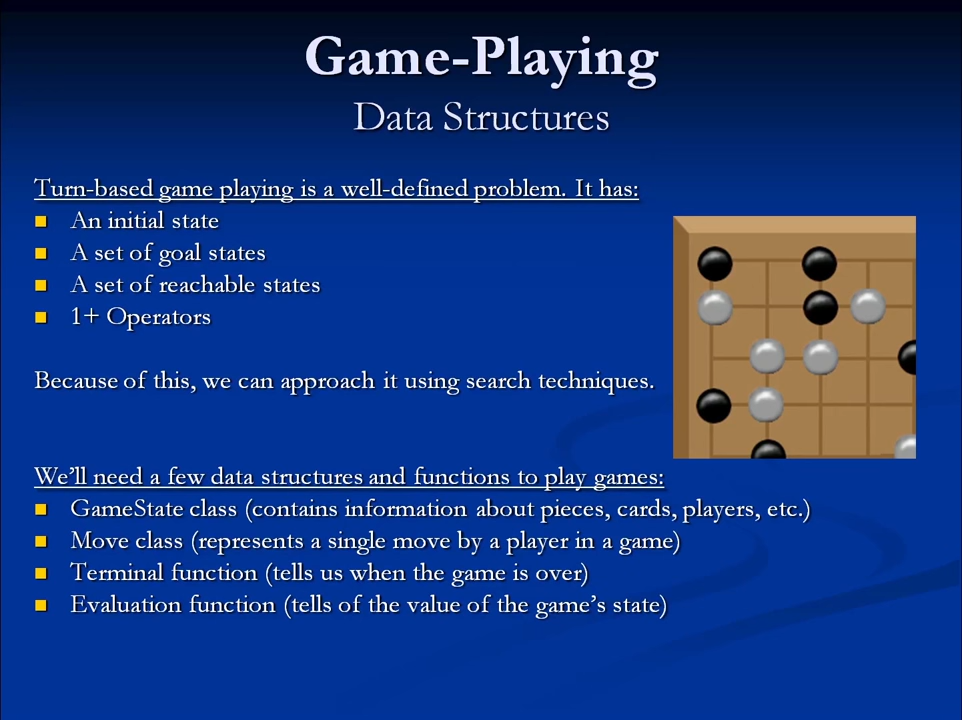 Game-Playing
Data Structures
Turn-based game playing is a well-defined problem. It has:
An initial state
A set of goal states
A set of reachable states
1+ Operators
Because of this, we can approach it using search techniques.
We'll need a few data structures and functions to play games:
GameState class (contains information about pieces, cards, players, etc.)
Move class (represents a single move by a player in a game)
Terminal function (tells us when the game is over)
Evaluation function (tells of the value of the game's state)